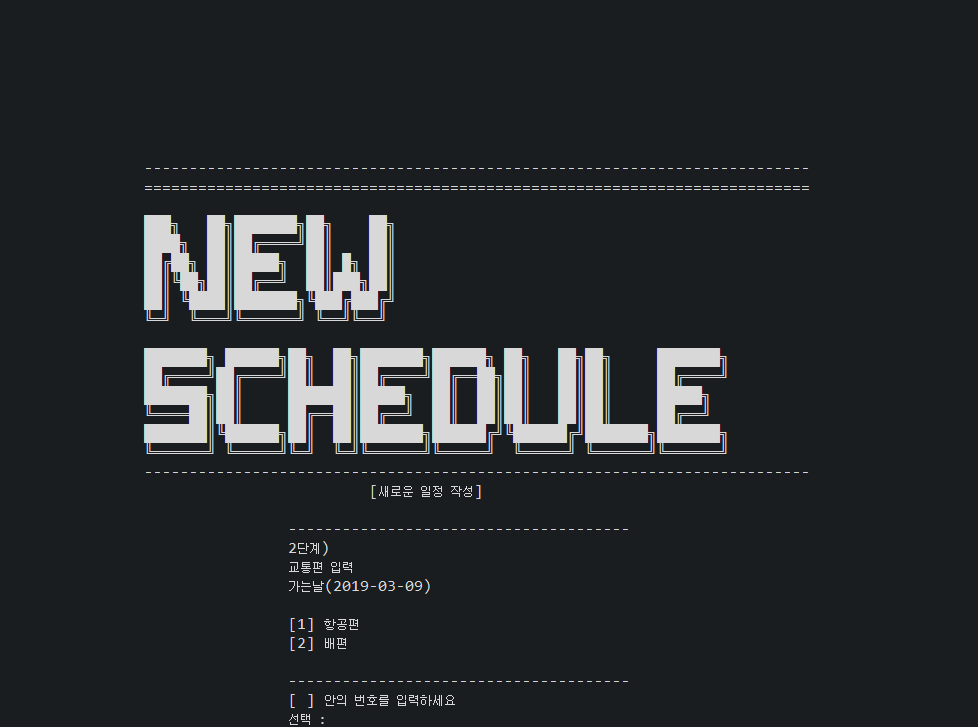 NEW
SCHEDULE
[새로운 일정 작성]
2단계)
교통편 입력
가는날(2019-03-09)
[1] 항공편
[2] 배편
[ ] 안의 번호를 입력하세요
선택 :